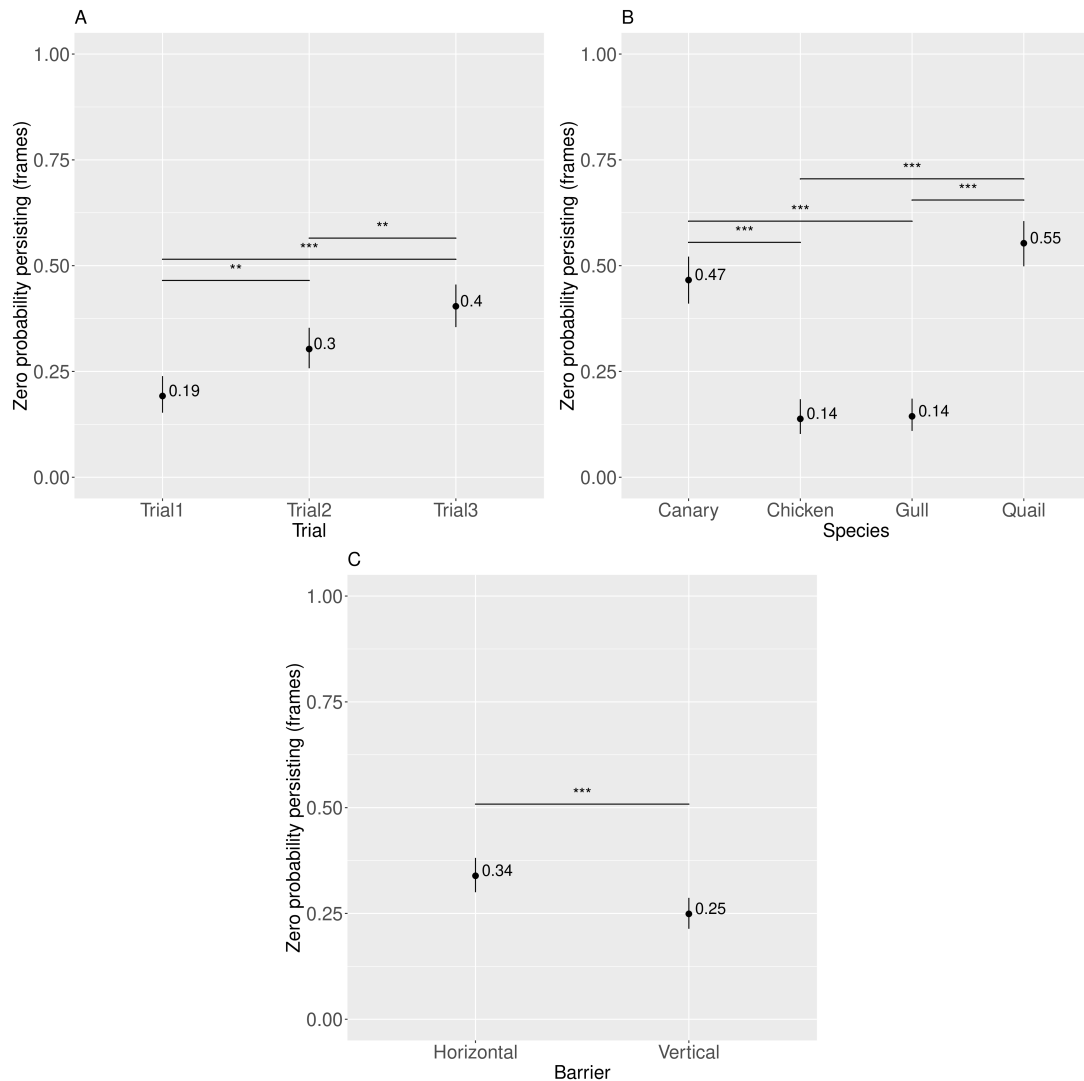 A
Zero probability persisting (frames)
1.00
0.75
0.50
0.25
0.00
**
***
**
0.19
0.3
0.4
Trial1 Trial2 Trial3
Trial
B
Zero probability persisting (frames)
1.00
0.75
0.50
0.25
0.00
***
***
***
***
0.47
0.14
0.14
0.55
Canary Chicken Gull Quail
Species
C
Zero probability persisting (frames)
1.00
0.75
0.50
0.25
0.00
***
0.34
0.25
Horizontal Vertical
Barrier